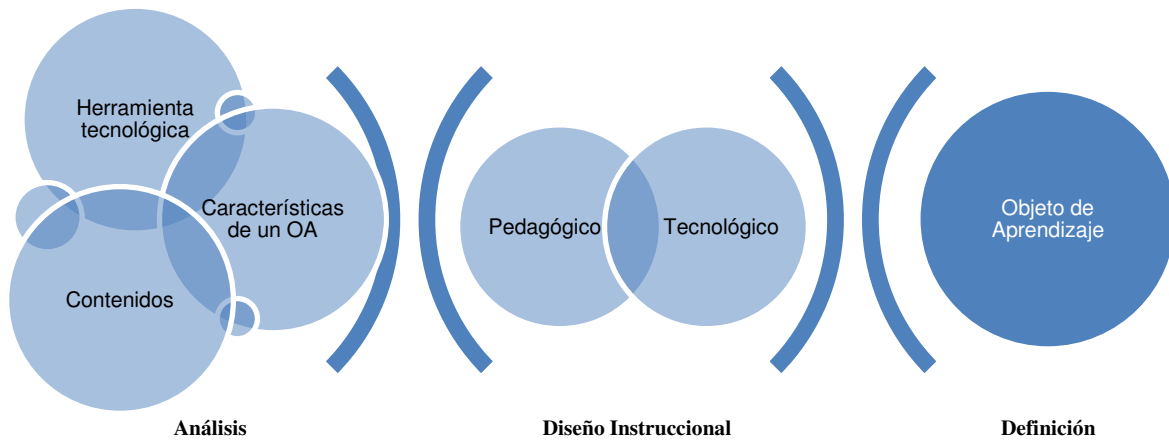 Herramienta
tecnológica
Características
de un OA
Contenidos
Pedagógico
Tecnológico
Objeto de
Aprendizaje
Análisis
Diseño Instruccional
Definición